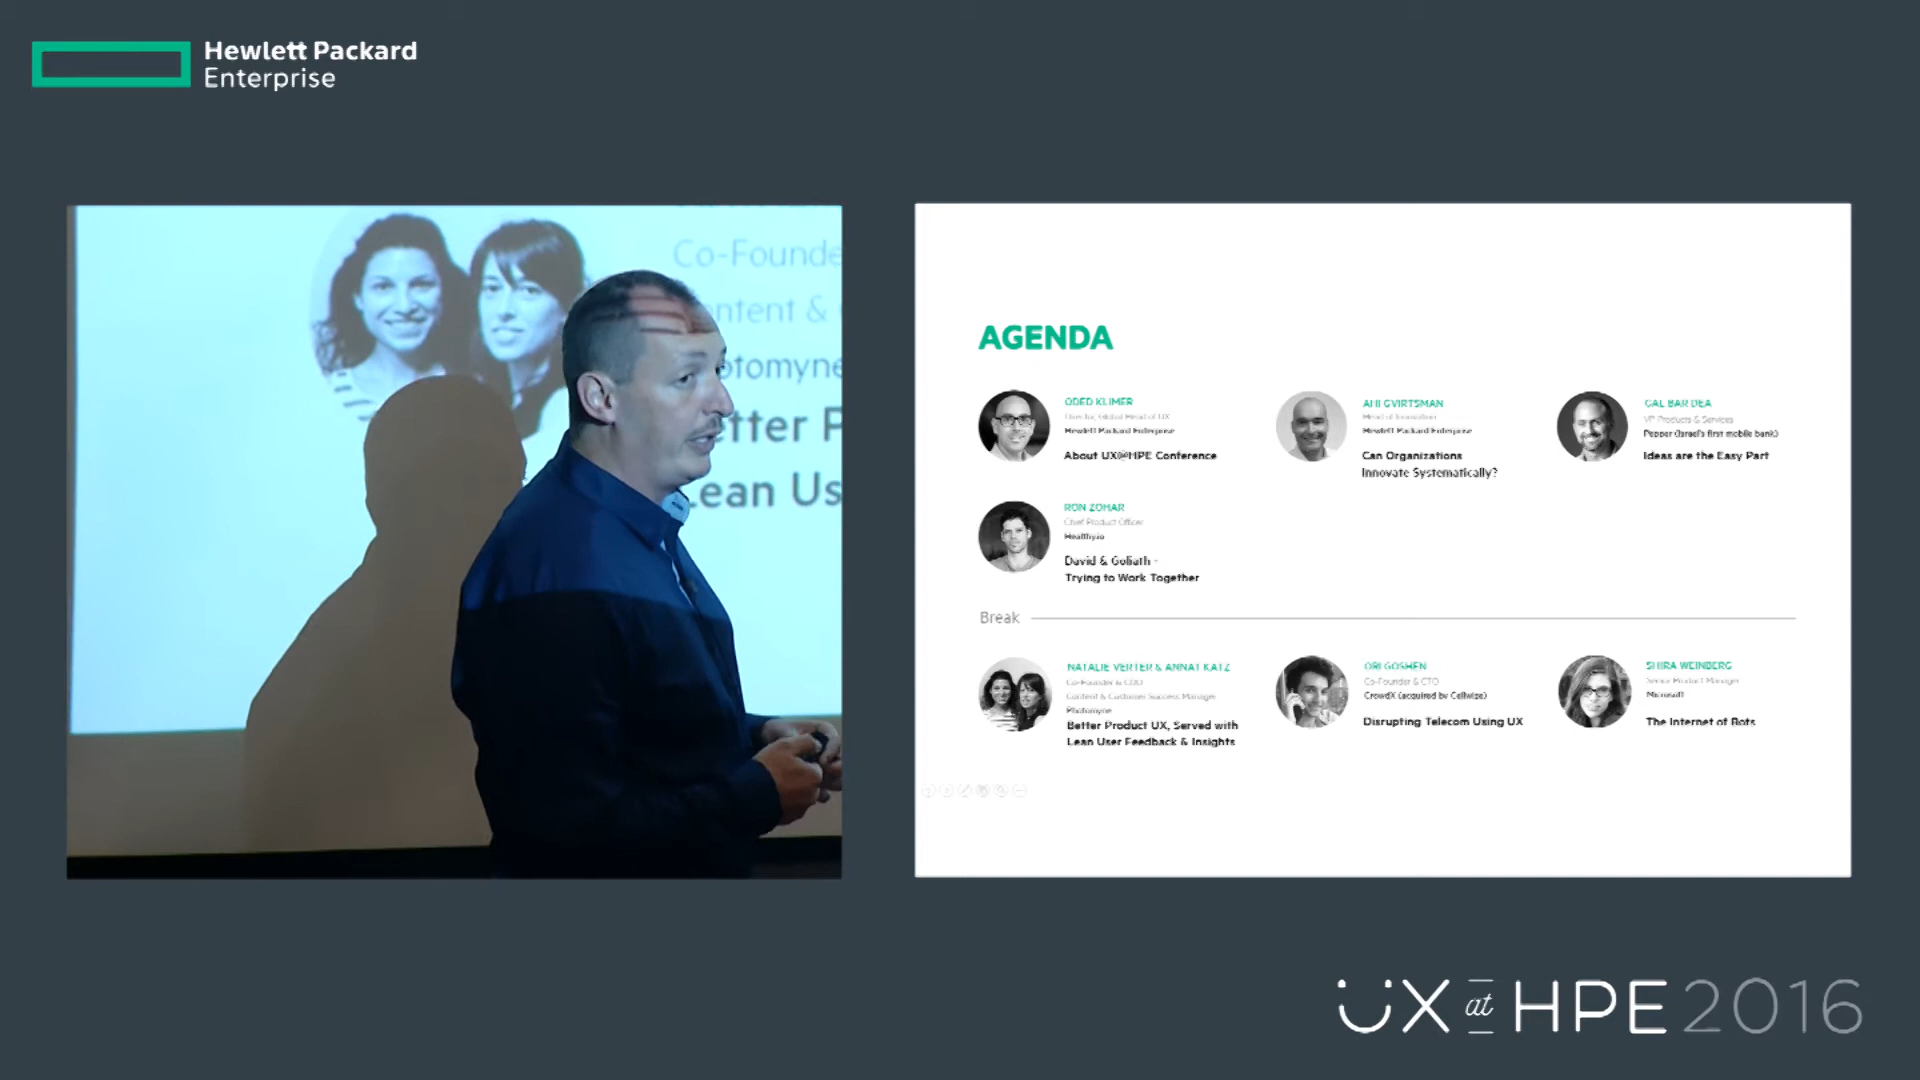 Hewlett Packard
Enterprise
Co-Founde
ntent &
otomyne
etter P
Lean Us
AGENDA
ODED KLIMER
Director, Global Head of UX
Hewlett Packard Enterprise
About UX@HPE Conference
AHI GVIRTSMAN
Head of Innovation
Hewlett Packard Enterprise
Can Organizations
Innovate Systematically?
GAL BAR DEA
VP Products & Services
Pepper (Israel's first mobile bank)
Ideas are the Easy Part
RON ZOHAR
Chief Product Officer
Healthy.io
David & Goliath -
Trying to Work Together
Break
NATALIE VERTER & ANNAT KATZ
Co-Founder & COO
Content & Customer Success Manager
Photomyne
Better Product UX, Served with
Lean User Feedback & Insights
ORI GOSHEN
Co-Founder & CTO
CrowdX (acquired by Cellwize)
Disrupting Telecom Using UX
SHIRA WEINBERG
Senior Product Manager
Microsoft
The Internet of Bots
UX at HPE 2016